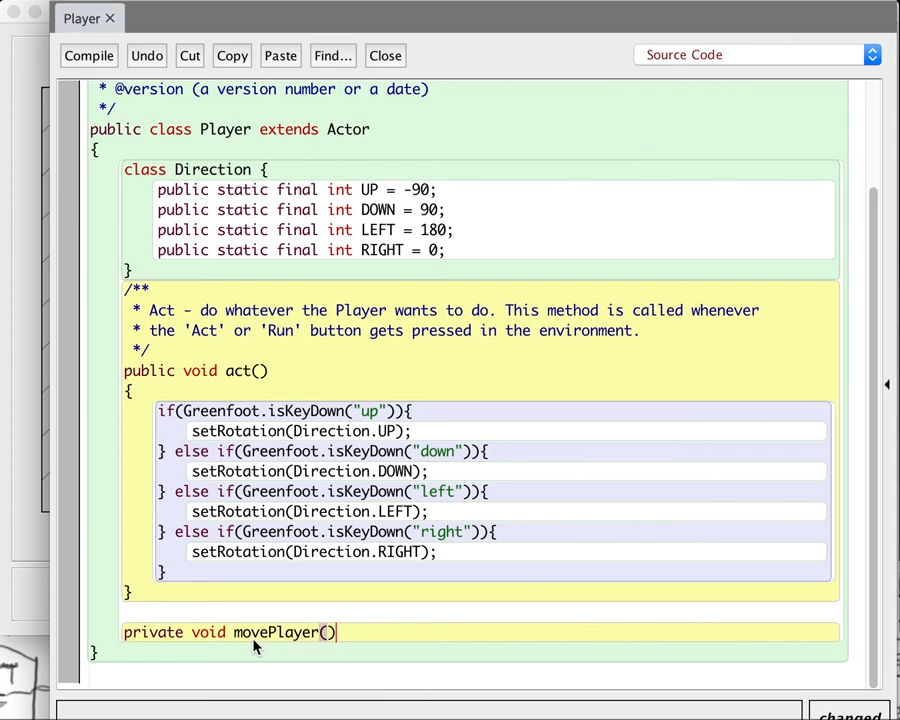 Player ✕
Compile Undo Cut Copy Paste Find... Close Source Code
* @version (a version number or a date)
*/
public class Player extends Actor
{
class Direction {
public static final int UP = -90;
public static final int DOWN = 90;
public static final int LEFT = 180;
public static final int RIGHT = 0;
}
/**
* Act - do whatever the Player wants to do. This method is called whenever
* the 'Act' or 'Run' button gets pressed in the environment.
*/
public void act()
{
if(Greenfoot.isKeyDown("up")){
setRotation(Direction.UP);
} else if(Greenfoot.isKeyDown("down")){
setRotation(Direction.DOWN);
} else if(Greenfoot.isKeyDown("left")){
setRotation(Direction.LEFT);
} else if(Greenfoot.isKeyDown("right")){
setRotation(Direction.RIGHT);
}
}
private void movePlayer()
}
changed